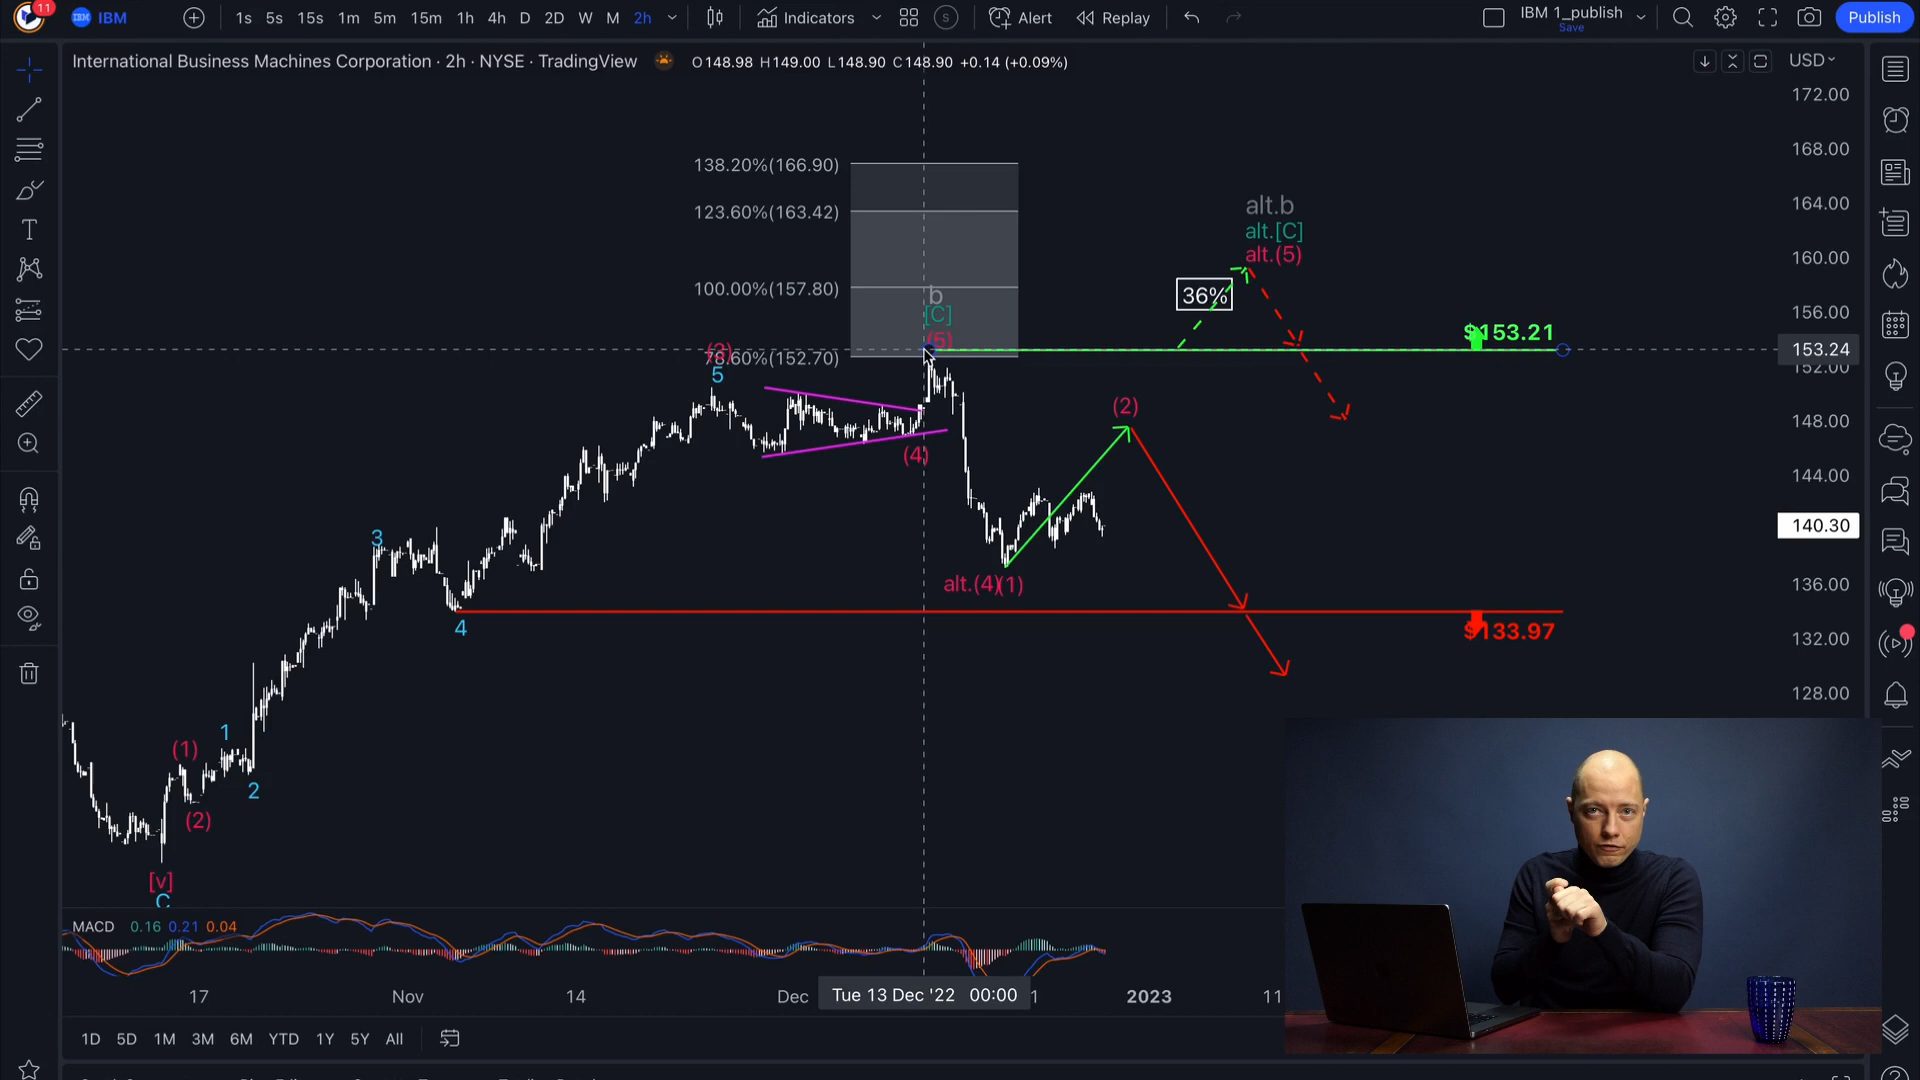 11
IBM
1s 5s 15s 1m 5m 15m 1h 4h D 2D W M 2h
Indicators
S
Alert
Replay
IBM 1_publish
Save
Publish
International Business Machines Corporation · 2h · NYSE · TradingView
O148.98 H149.00 L148.90 C148.90 +0.14 (+0.09%)
USD
172.00
168.00
164.00
160.00
156.00
153.24
152.00
148.00
144.00
140.30
136.00
132.00
128.00
138.20%(166.90)
123.60%(163.42)
100.00%(157.80)
78.60%(152.70)
b
[C]
(5)
alt.b
alt.[C]
alt.(5)
36%
$153.21
(3)
5
(2)
(4)
3
alt.(4)(1)
4
$133.97
1
(1)
2
(2)
[v]
C
MACD 0.16 0.21 0.04
17 Nov 14 Dec Tue 13 Dec '22 00:00 1 2023 11
1D 5D 1M 3M 6M YTD 1Y 5Y All